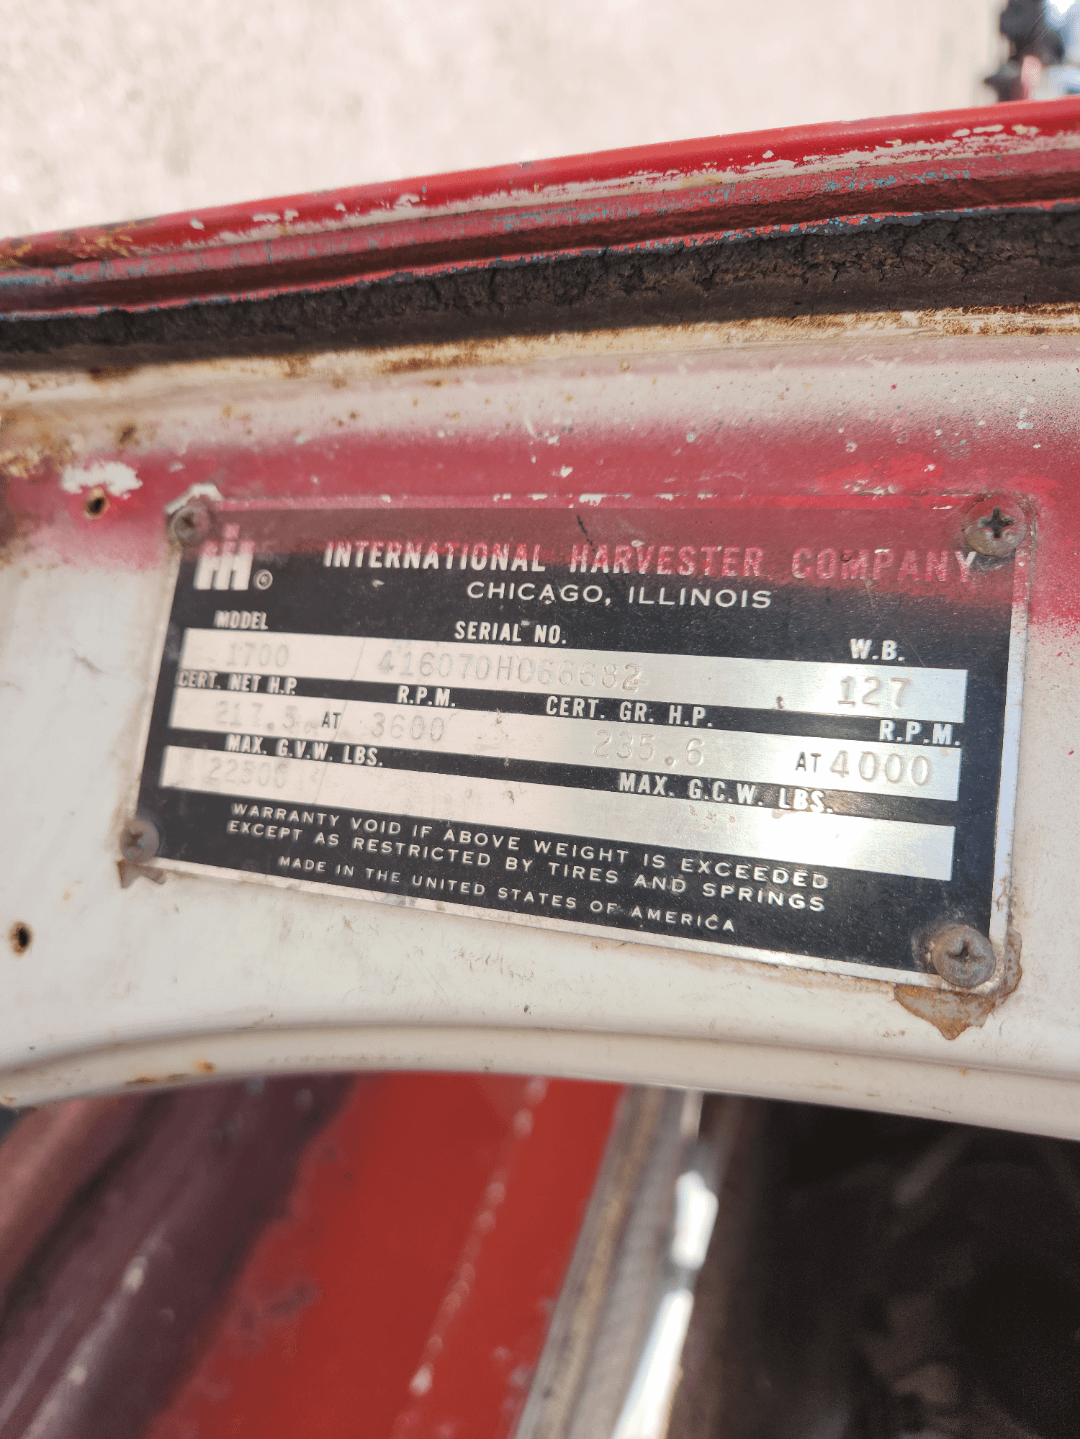 IH ©
INTERNATIONAL HARVESTER COMPANY
CHICAGO, ILLINOIS
MODEL SERIAL NO. W.B.
1700 416070H066682 127
CERT. NET H.P. R.P.M. CERT. GR. H.P. R.P.M.
217.3 AT 3600 235.6 AT 4000
MAX. G.V.W. LBS. MAX. G.C.W. LBS.
22500
WARRANTY VOID IF ABOVE WEIGHT IS EXCEEDED
EXCEPT AS RESTRICTED BY TIRES AND SPRINGS
MADE IN THE UNITED STATES OF AMERICA